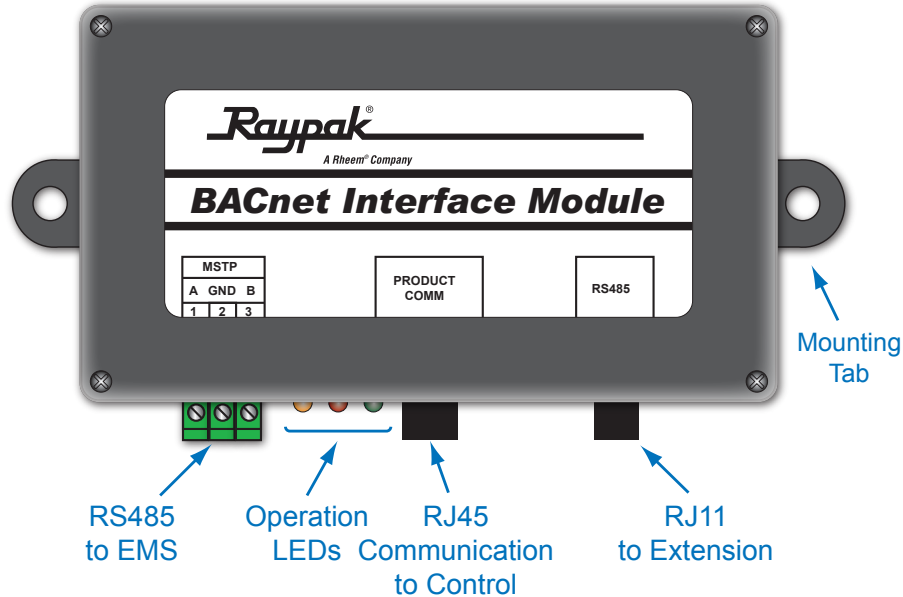 Raypak®
A Rheem® Company
BACnet Interface Module
MSTP
A GND B
1 2 3
PRODUCT
COMM
RS485
Mounting
Tab
RS485
to EMS
Operation
LEDs
RJ45
Communication
to Control
RJ11
to Extension